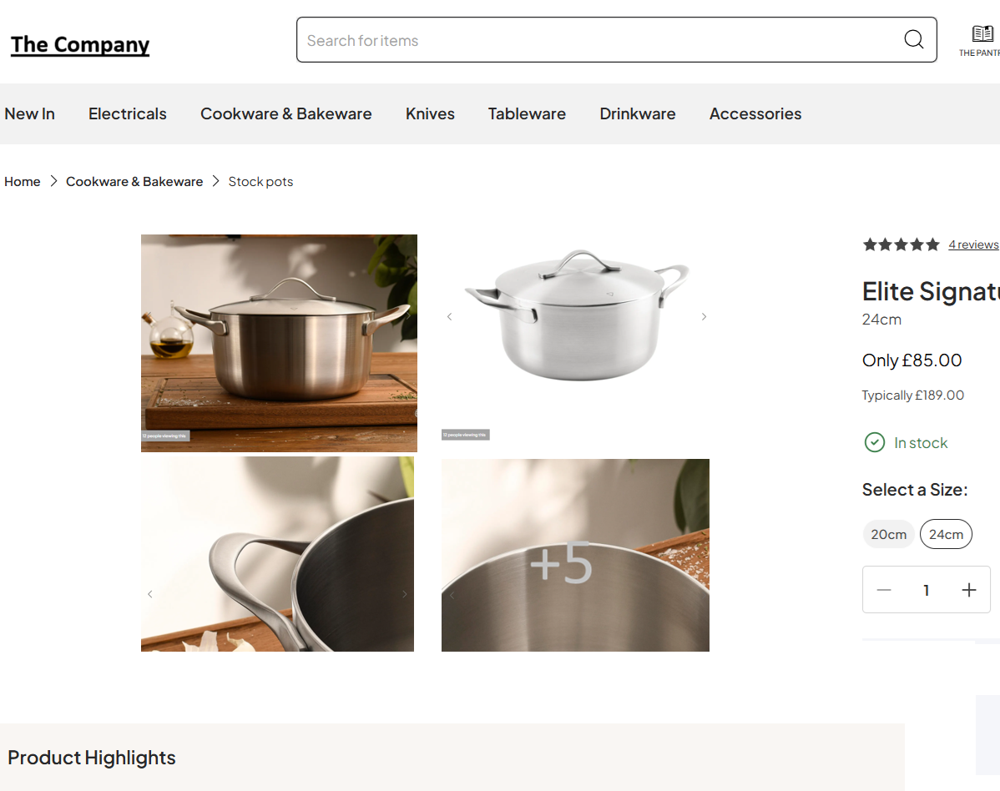 The Company
Search for items
THE PANTR
New In Electricals Cookware & Bakeware Knives Tableware Drinkware Accessories
Home Cookware & Bakeware Stock pots
4 reviews
Elite Signatu
24cm
Only £85.00
Typically £189.00
12 people viewing this
12 people viewing this
In stock
Select a Size:
20cm 24cm
+5
1
Product Highlights